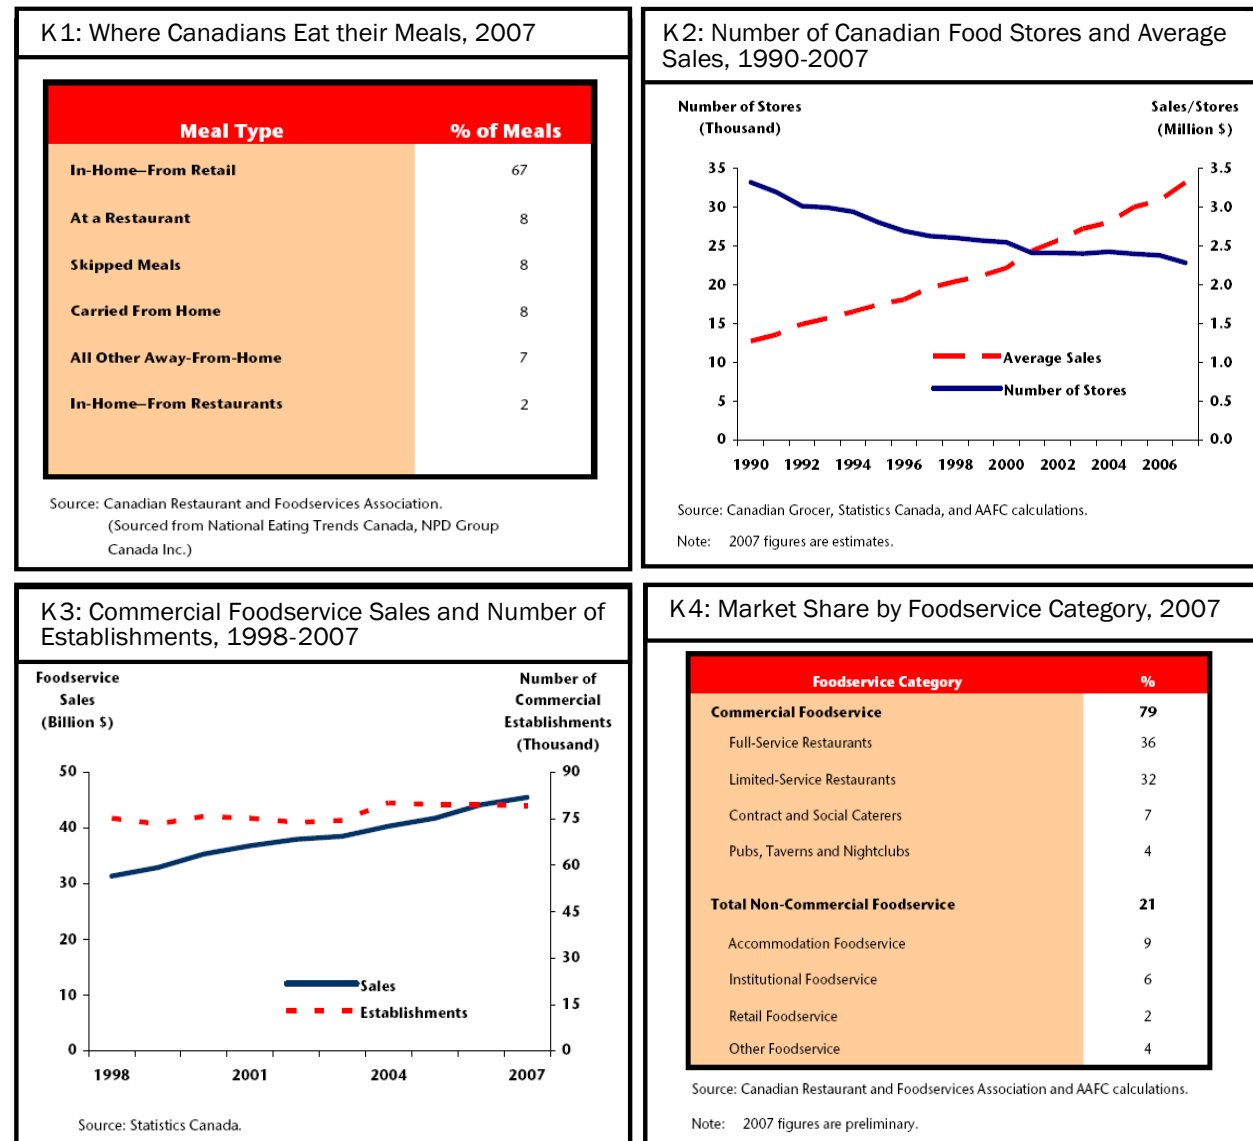 K1: Where Canadians Eat their Meals, 2007
Meal Type % of Meals
In-Home–From Retail 67
At a Restaurant 8
Skipped Meals 8
Carried From Home 8
All Other Away-From-Home 7
In-Home–From Restaurants 2
Source: Canadian Restaurant and Foodservices Association.
(Sourced from National Eating Trends Canada, NPD Group
Canada Inc.)
K2: Number of Canadian Food Stores and Average
Sales, 1990-2007
Number of Stores
(Thousand)
Sales/Stores
(Million $)
35 3.5
30 3.0
25 2.5
20 2.0
15 1.5
10 1.0
5 0.5
0 0.0
Average Sales
Number of Stores
1990 1992 1994 1996 1998 2000 2002 2004 2006
Source: Canadian Grocer, Statistics Canada, and AAFC calculations.
Note: 2007 figures are estimates.
K3: Commercial Foodservice Sales and Number of
Establishments, 1998-2007
Foodservice
Sales
(Billion $)
Number of
Commercial
Establishments
(Thousand)
50
40
30
20
10
0
90
75
60
45
30
15
0
Sales
Establishments
1998 2001 2004 2007
Source: Statistics Canada.
K4: Market Share by Foodservice Category, 2007
Foodservice Category %
Commercial Foodservice 79
Full-Service Restaurants 36
Limited-Service Restaurants 32
Contract and Social Caterers 7
Pubs, Taverns and Nightclubs 4
Total Non-Commercial Foodservice 21
Accommodation Foodservice 9
Institutional Foodservice 6
Retail Foodservice 2
Other Foodservice 4
Source: Canadian Restaurant and Foodservices Association and AAFC calculations.
Note: 2007 figures are preliminary.